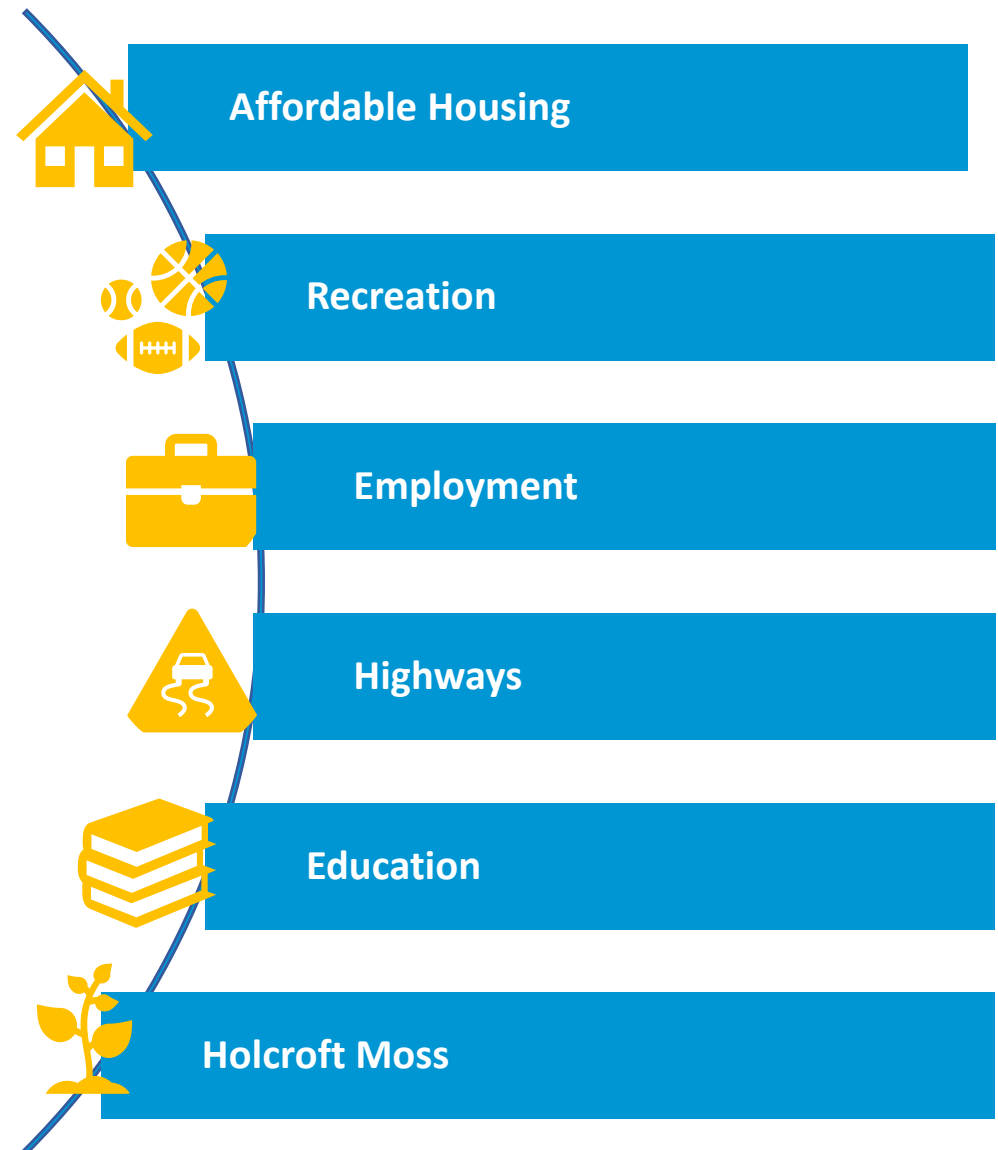 Affordable Housing
Recreation
Employment
Highways
Education
Holcroft Moss